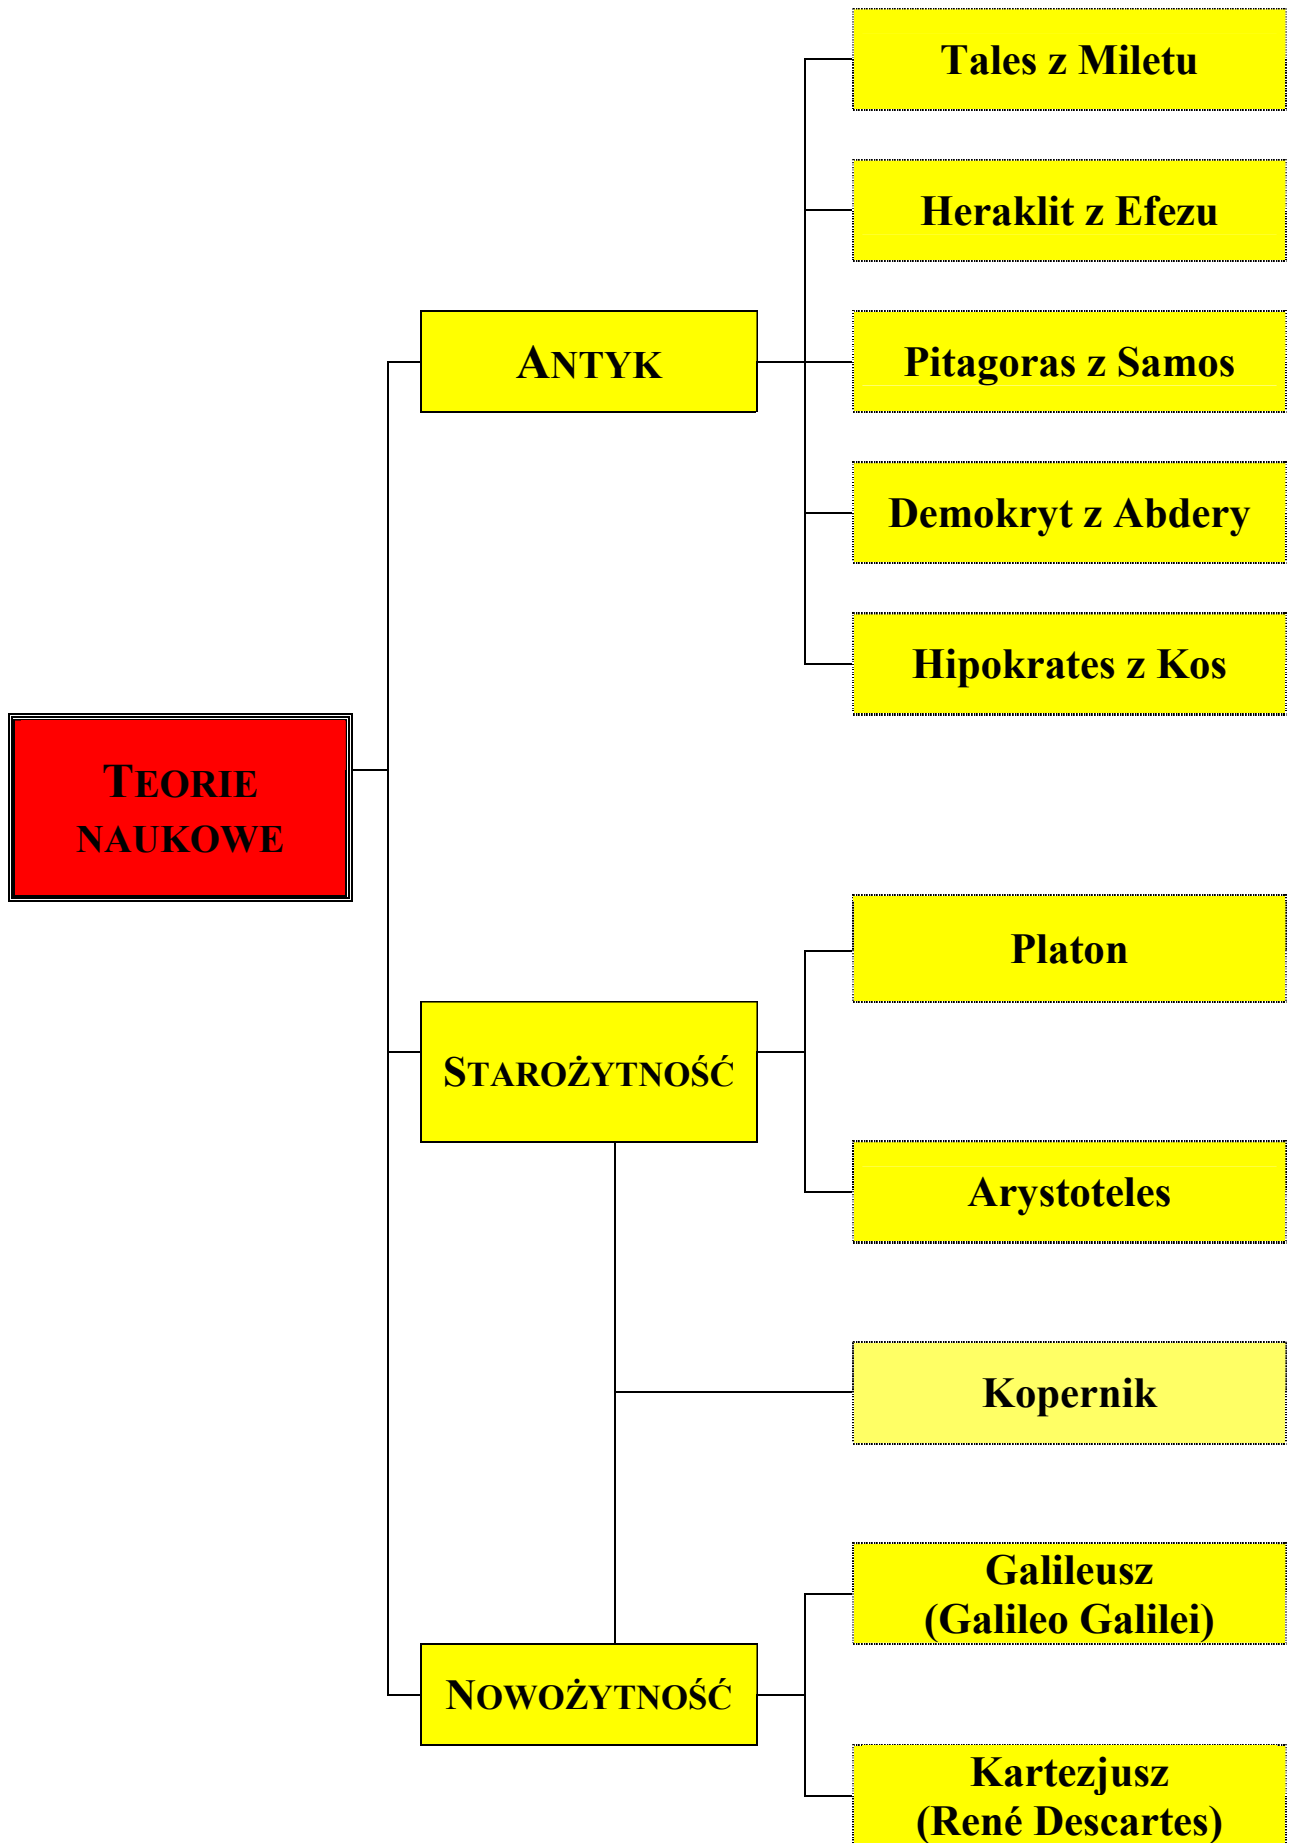 Tales z Miletu
Heraklit z Efezu
ANTYK
Pitagoras z Samos
Demokryt z Abdery
Hipokrates z Kos
TEORIE
NAUKOWE
Platon
STAROŻYTNOŚĆ
Arystoteles
Kopernik
Galileusz
(Galileo Galilei)
NOWOŻYTNOŚĆ
Kartezjusz
(René Descartes)